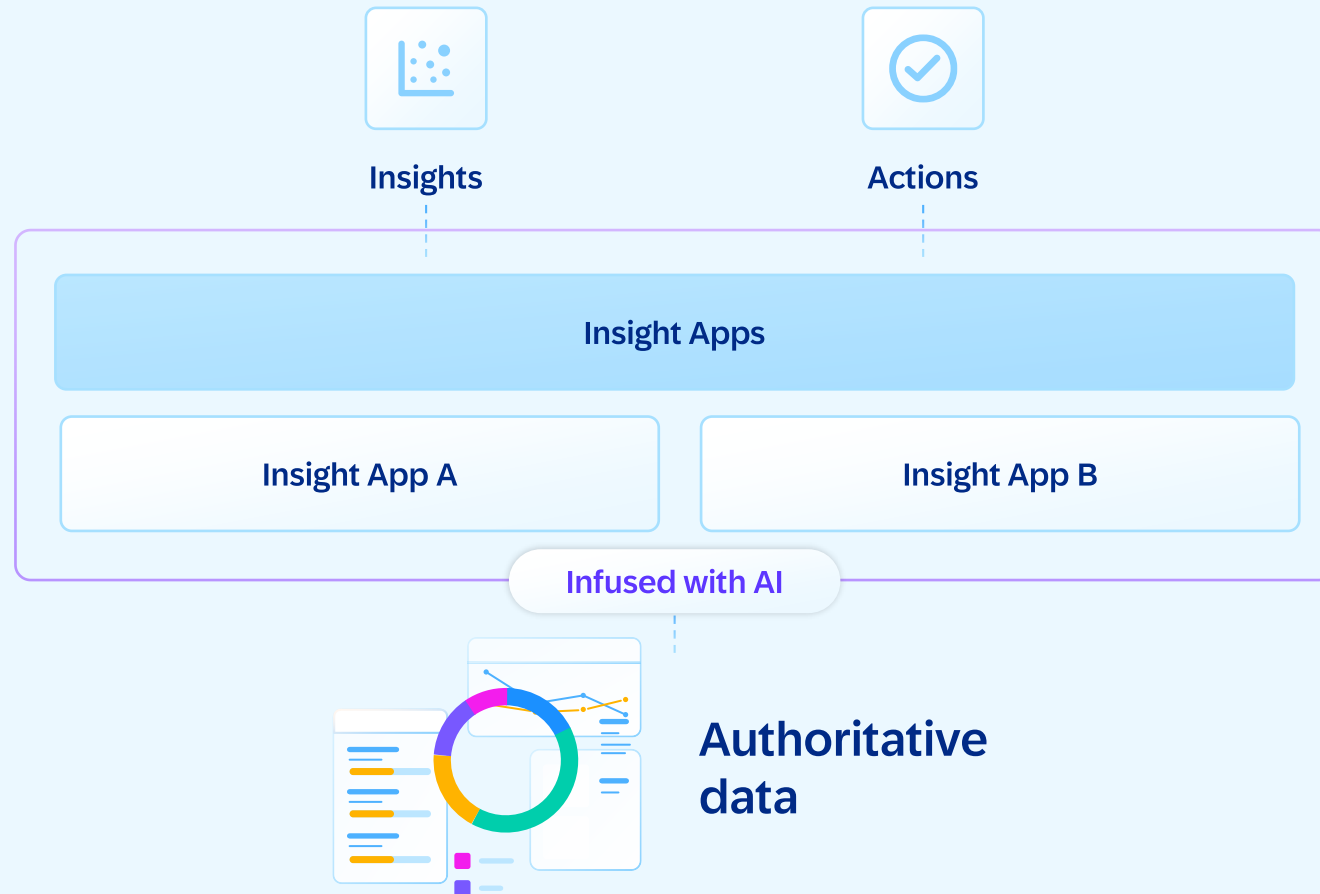 Insights
Actions
Insight Apps
Insight App A
Insight App B
Infused with AI
Authoritative
data